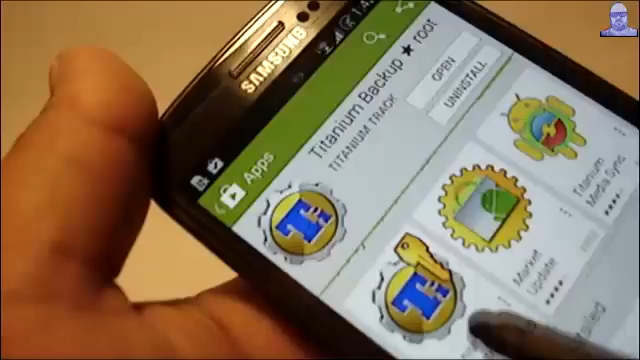 SAMSUNG
Apps
Titanium Backup ★ root
TITANIUM TRACK
OPEN
UNINSTALL
Titanium
Media Sync
Market
Update